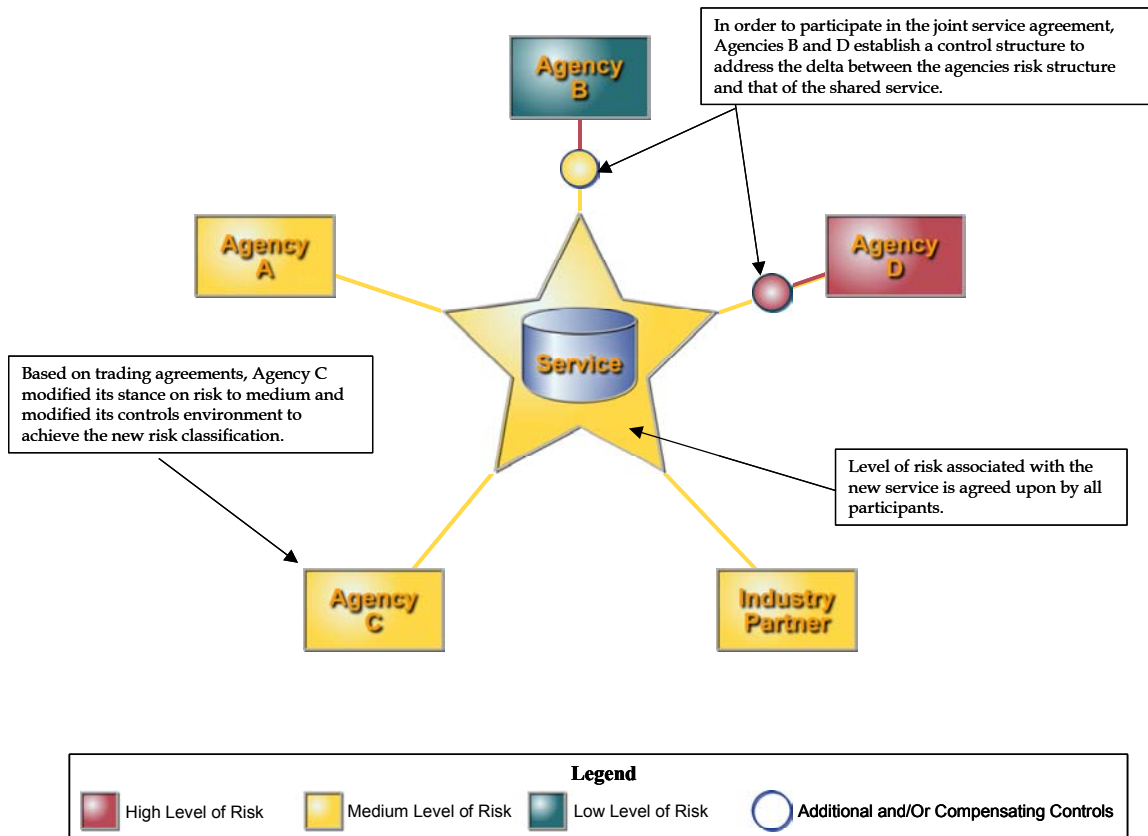 In order to participate in the joint service agreement,
Agencies B and D establish a control structure to
address the delta between the agencies risk structure
and that of the shared service.
Agency
B
Agency
A
Agency
D
Service
Based on trading agreements, Agency C
modified its stance on risk to medium and
modified its controls environment to
achieve the new risk classification.
Level of risk associated with the
new service is agreed upon by all
participants.
Agency
C
Industry
Partner
Legend
High Level of Risk
Medium Level of Risk
Low Level of Risk
Additional and/Or Compensating Controls